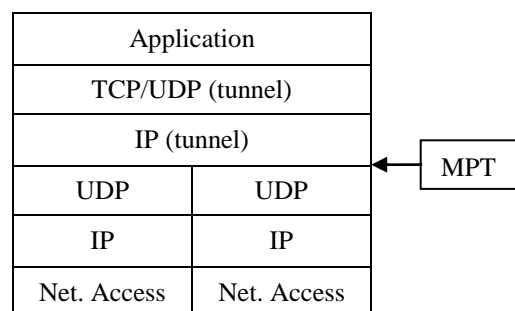 Application
TCP/UDP (tunnel)
IP (tunnel)
MPT
UDP UDP
IP IP
Net. Access Net. Access